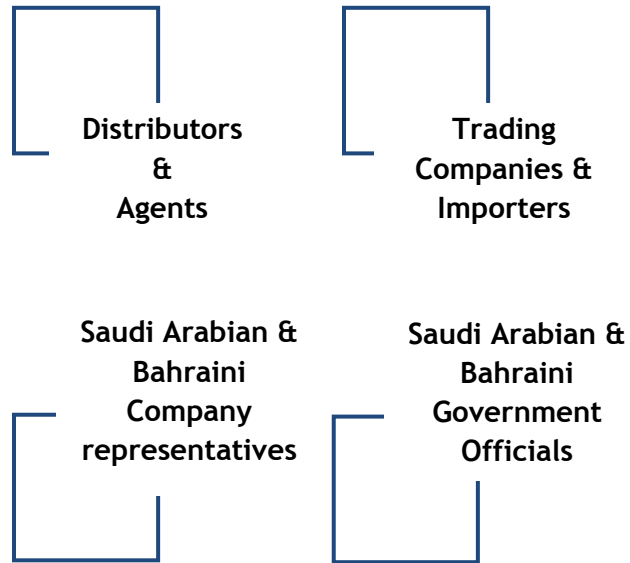 Distributors
&
Agents
Trading
Companies &
Importers
Saudi Arabian &
Bahraini
Company
representatives
Saudi Arabian &
Bahraini
Government
Officials